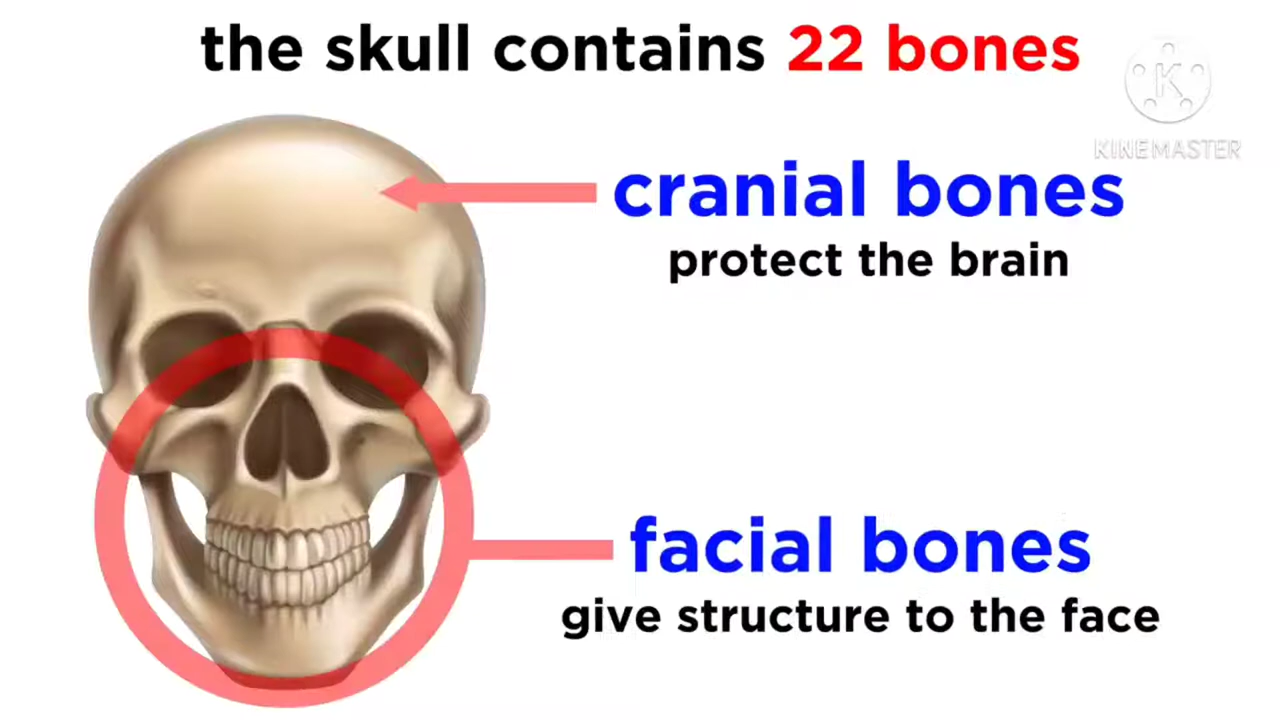 the skull contains 22 bones
K
KINEMASTER
cranial bones
protect the brain
facial bones
give structure to the face